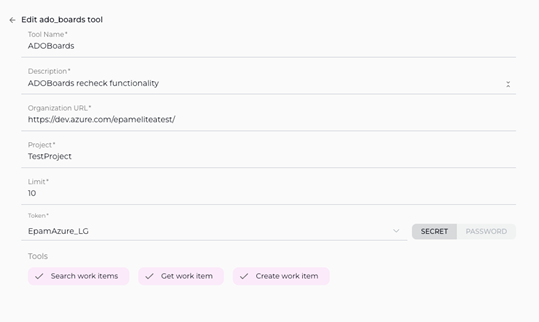 Edit ado_boards tool
Tool Name*
ADOBoards
Description*
ADOBoards recheck functionality
Organization URL*
https://dev.azure.com/epameliteatest/
Project*
TestProject
Limit*
10
Token*
EpamAzure_LG
SECRET PASSWORD
Tools
Search work items Get work item Create work item